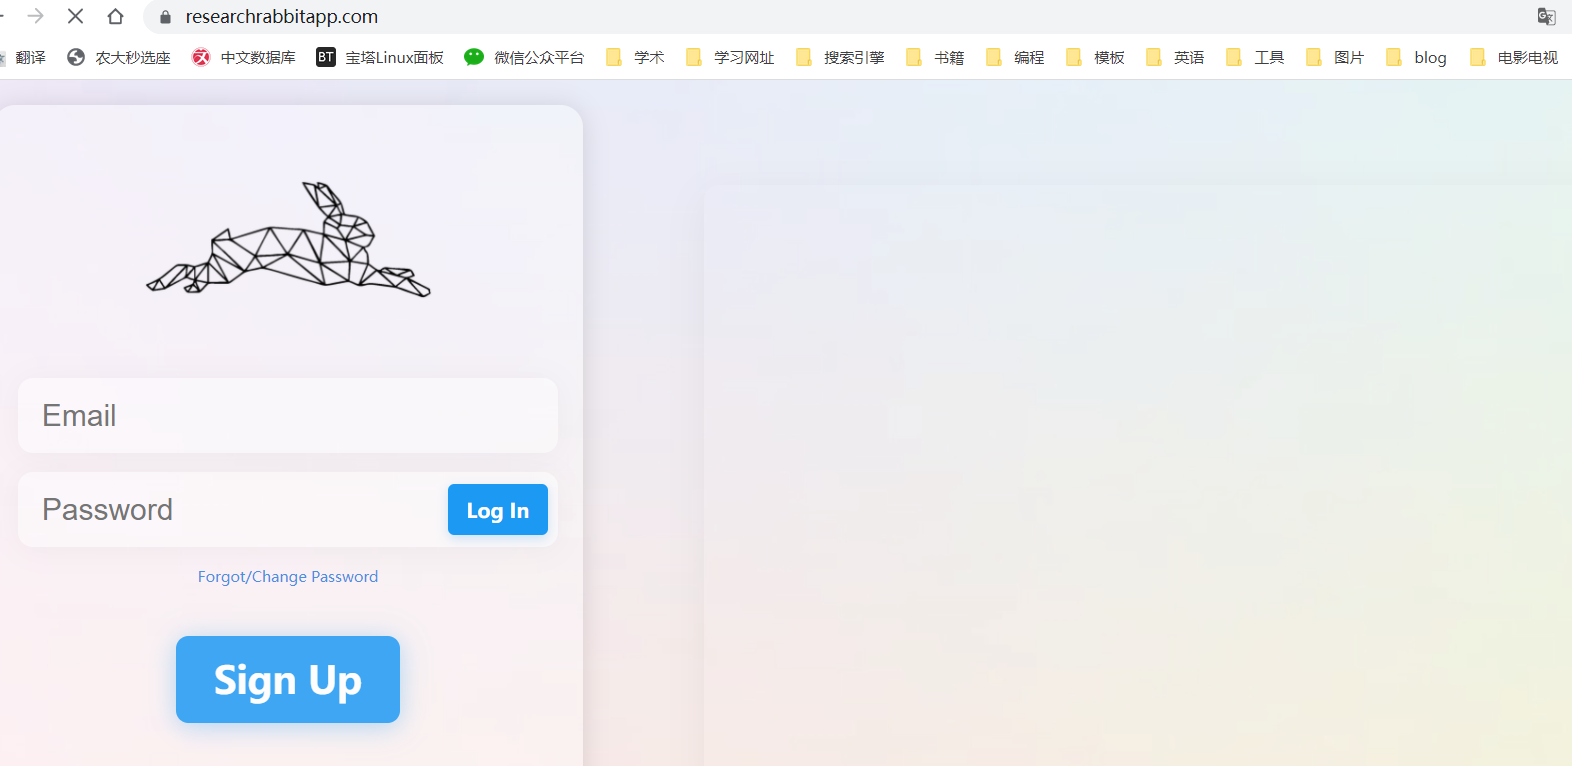 researchrabbitapp.com
翻译 农大秒选座 中文数据库 BT 宝塔Linux面板 微信公众平台 学术 学习网址 搜索引擎 书籍 编程 模板 英语 工具 图片 blog 电影电视
Email
Password Log In
Forgot/Change Password
Sign Up